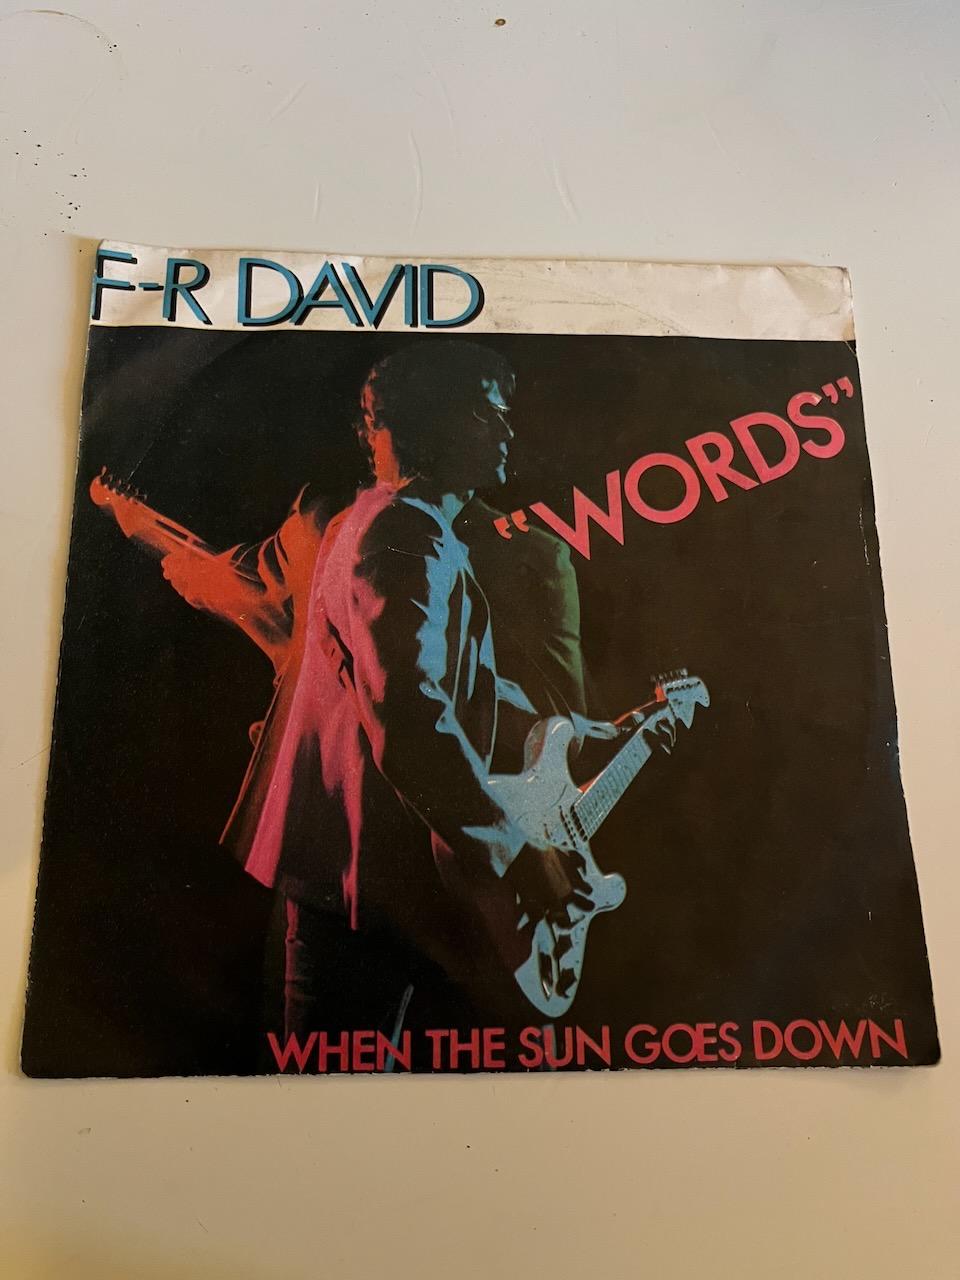 F-R DAVID
"WORDS"
WHEN THE SUN GOES DOWN